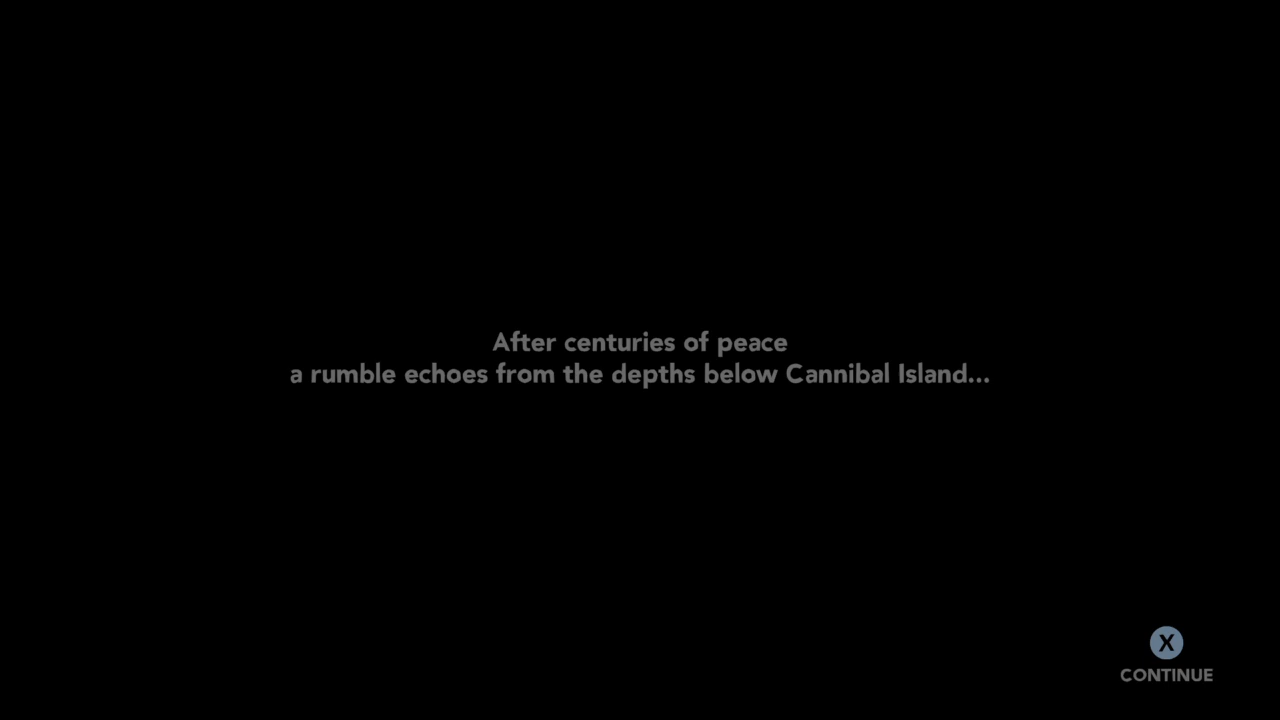 After centuries of peace
a rumble echoes from the depths below Cannibal Island...
X
CONTINUE